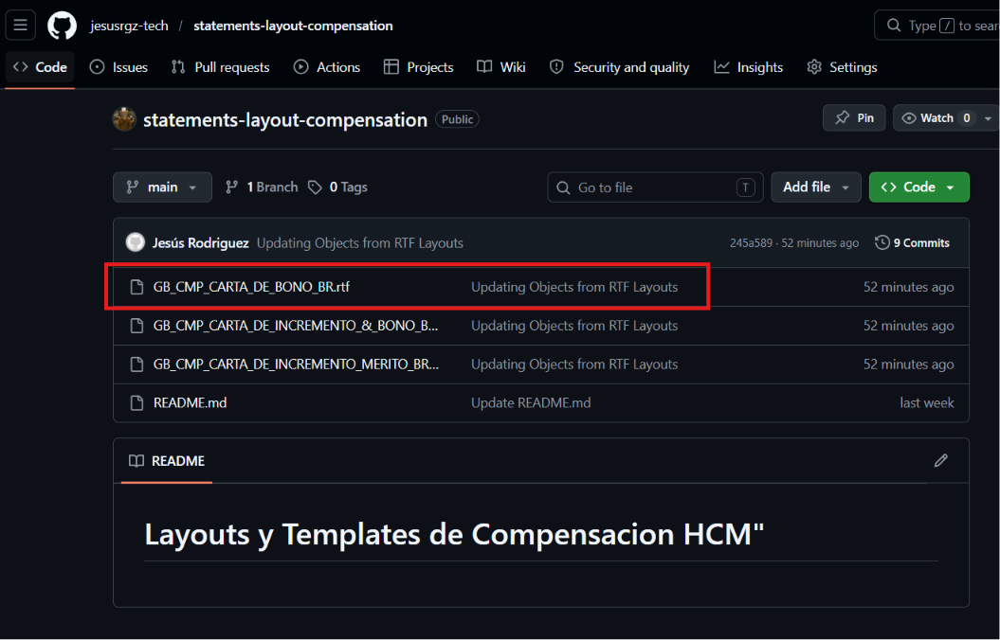 jesusrgz-tech / statements-layout-compensation
Type / to sear
Code Issues Pull requests Actions Projects Wiki Security and quality Insights Settings
statements-layout-compensation Public
Pin Watch 0
main 1 Branch 0 Tags
Go to file T Add file Code
Jesús Rodriguez Updating Objects from RTF Layouts 245a589 · 52 minutes ago 9 Commits
GB_CMP_CARTA_DE_BONO_BR.rtf Updating Objects from RTF Layouts 52 minutes ago
GB_CMP_CARTA_DE_INCREMENTO_&_BONO_B... Updating Objects from RTF Layouts 52 minutes ago
GB_CMP_CARTA_DE_INCREMENTO_MERITO_BR... Updating Objects from RTF Layouts 52 minutes ago
README.md Update README.md last week
README
Layouts y Templates de Compensacion HCM"